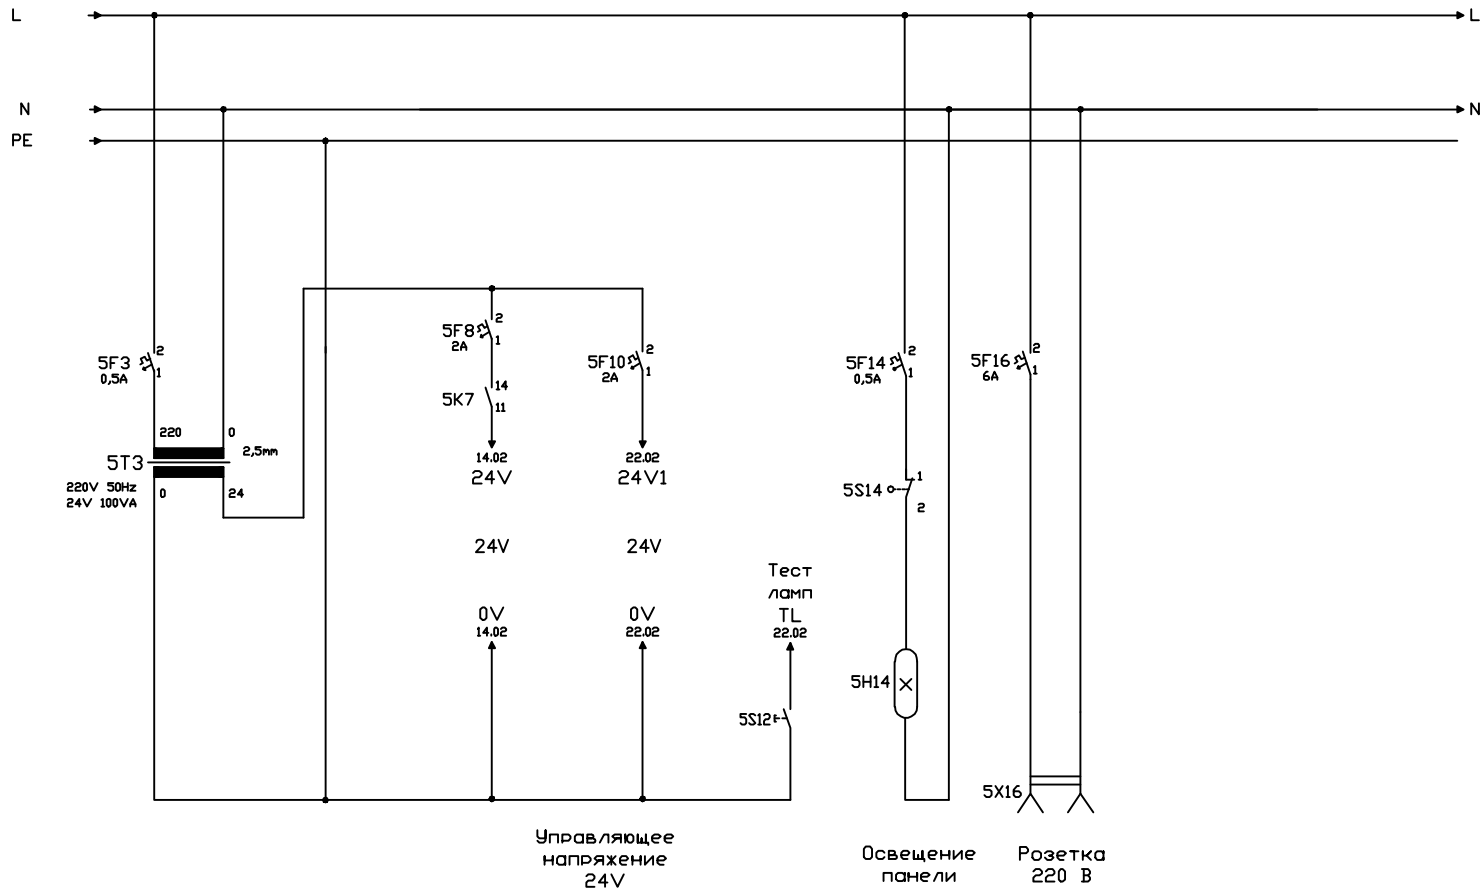 L
L
N
N
PE
5F8
2A
2
1
5F3
0,5A
2
1
5F10
2A
2
1
5F14
0,5A
2
1
5F16
6A
2
1
5K7
14
11
220
0
2,5mm
5T3
220V 50Hz
24V 100VA
0
24
14.02
24V
22.02
24V1
5S14
1
2
24V
24V
Тест
ламп
TL
22.02
0V
14.02
0V
22.02
5H14
5S12
5X16
Управляющее
напряжение
24V
Освещение
панели
Розетка
220 В